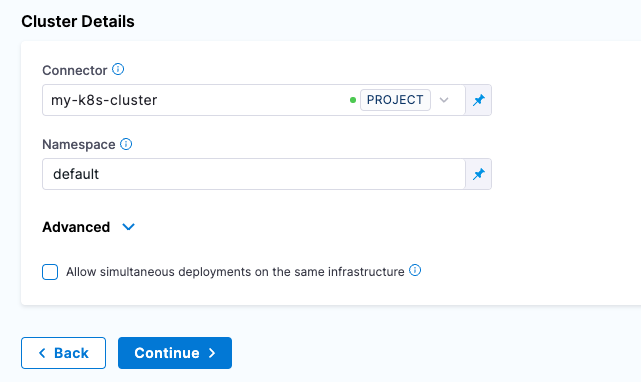 Cluster Details
Connector
my-k8s-cluster PROJECT
Namespace
default
Advanced
Allow simultaneous deployments on the same infrastructure
Back Continue